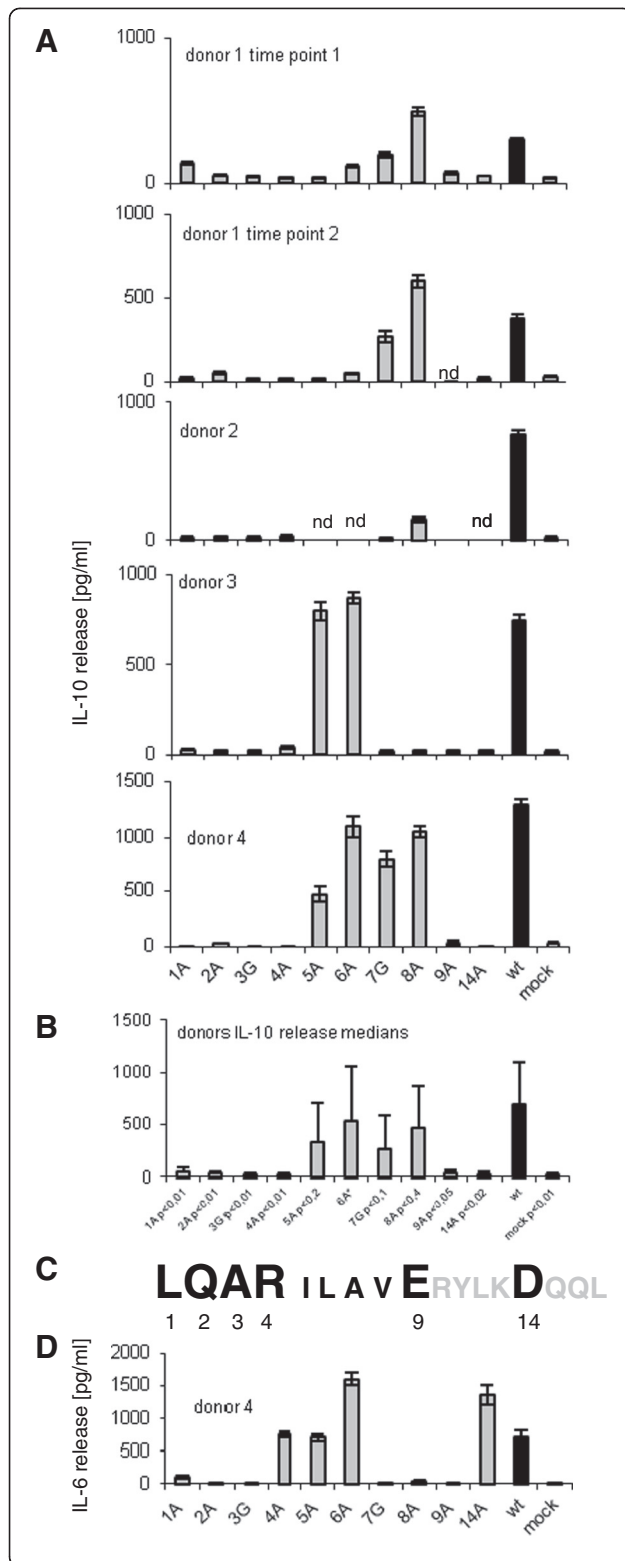 A
1000
donor 1 time point 1
0
1000
donor 1 time point 2
500
nd
0
1000
donor 2
nd nd nd
0
IL-10 release [pg/ml]
1000
donor 3
500
0
1500
1000
donor 4
500
0
1A 2A 3G 4A 5A 6A 7G 8A 9A 14A wt mock
B
1500
donors IL-10 release medians
1000
500
0
1A p<0,01 2A p<0,01 3G p<0,01 4A p<0,01 5A p<0,2 6A* 7G p<0,1 8A p<0,4 9A p<0,05 14A p<0,02 wt mock p<0,01
C
LQAR ILAV ERYLKDQQL
1 2 3 4 9 14
D
IL-6 release [pg/ml]
2000
1500
donor 4
1000
500
0
1A 2A 3G 4A 5A 6A 7G 8A 9A 14A wt mock